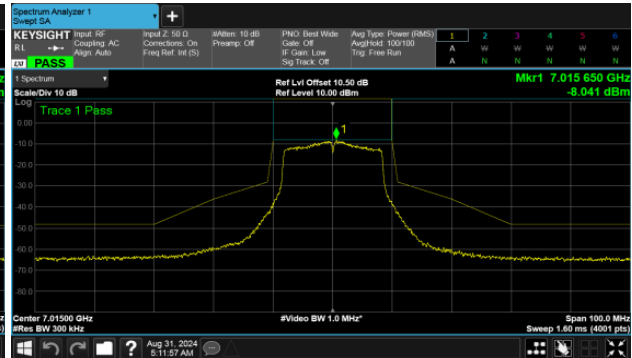 Spectrum Analyzer 1
Swept SA
+
KEYSIGHT Input: RF Input Z: 50 Ω #Atten: 10 dB PNO: Best Wide Avg Type: Power (RMS) 1 2 3 4 5 6
RL Coupling: AC Corrections: On Preamp: Off Gate: Off Avg|Hold: 100/100 A W W W W W
Align: Auto Freq Ref: Int (S) IF Gain: Low Trig: Free Run
LXI PASS Sig Track: Off A N N N N N
1 Spectrum Ref Lvl Offset 10.50 dB Mkr1 7.015 650 GHz
Scale/Div 10 dB Ref Level 10.00 dBm -8.041 dBm
Log
Trace 1 Pass
0.00
1
-10.0
-20.0
-30.0
-40.0
-50.0
-60.0
-70.0
-80.0
Center 7.01500 GHz #Video BW 1.0 MHz* Span 100.0 MHz
#Res BW 300 kHz Sweep 1.60 ms (4001 pts)
? Aug 31, 2024
5:11:57 AM